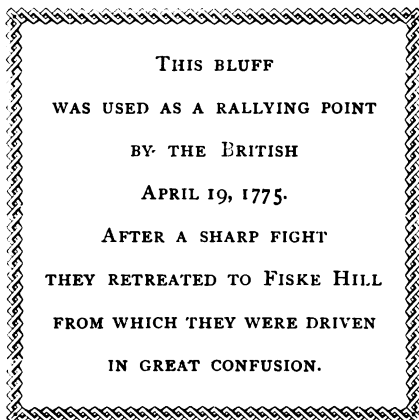 THIS BLUFF
WAS USED AS A RALLYING POINT
BY THE BRITISH
APRIL 19, 1775.
AFTER A SHARP FIGHT
THEY RETREATED TO FISKE HILL
FROM WHICH THEY WERE DRIVEN
IN GREAT CONFUSION.